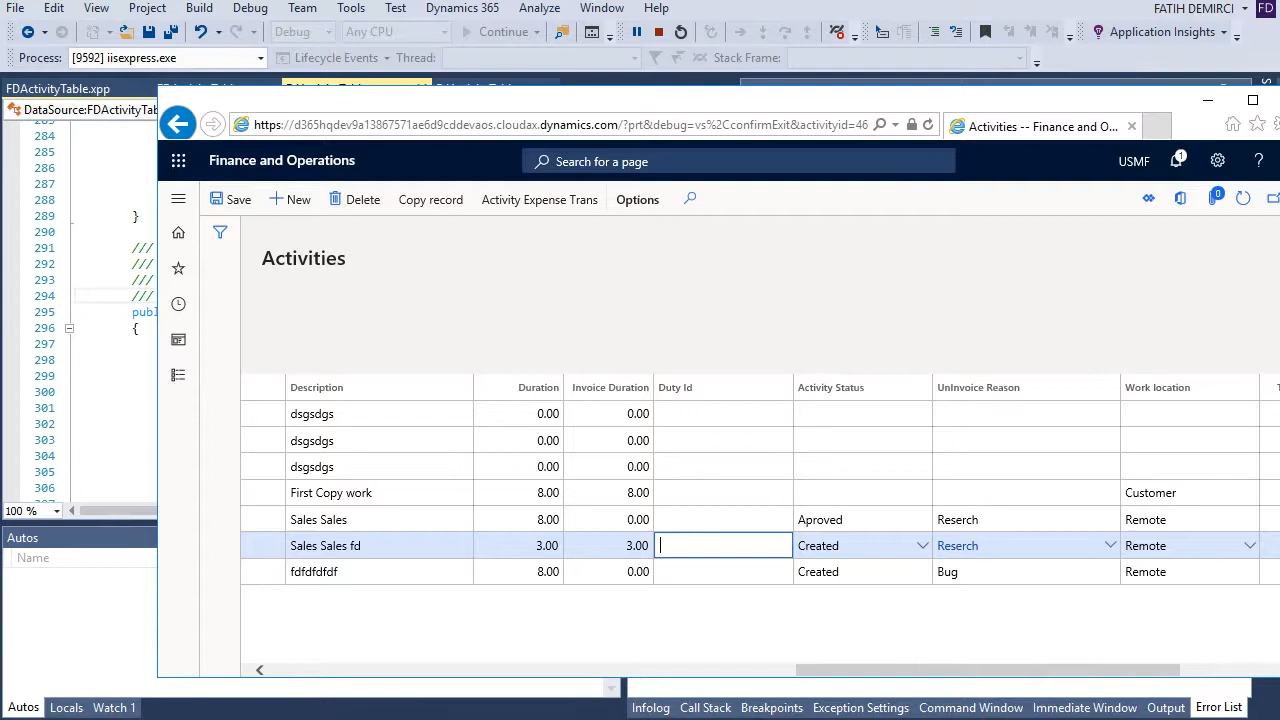 File Edit View Project Build Debug Team Tools Dynamics 365 Analyze Window Help FATIH DEMIRCI FD
Debug Any CPU Continue Application Insights
Process: [9592] iisexpress.exe Lifecycle Events Thread: Stack Frame:
FDActivityTable.xpp
https://d365hqdev9a13867571ae6d9cddevaos.cloudax.dynamics.com/?prt&debug=vs%2CconfirmExit&activityid=46 Activities -- Finance and O...
DataSource:FDActivityTab
Finance and Operations Search for a page USMF 1 ?
Save New Delete Copy record Activity Expense Trans Options 0
Activities
Description Duration Invoice Duration Duty Id Activity Status UnInvoice Reason Work location
dsgsdgs 0.00 0.00
dsgsdgs 0.00 0.00
dsgsdgs 0.00 0.00
First Copy work 8.00 8.00 Customer
Sales Sales 8.00 0.00 Aproved Reserch Remote
Sales Sales fd 3.00 3.00 Created Reserch Remote
fdfdfdfdf 8.00 0.00 Created Bug Remote
284
285
286
287
288
289 }
290
291 ///
292 ///
293 ///
294 ///
295 publ
296 {
297
298
299
300
301
302
303
304
305
306
100 %
Autos
Name
Autos Locals Watch 1 Infolog Call Stack Breakpoints Exception Settings Command Window Immediate Window Output Error List